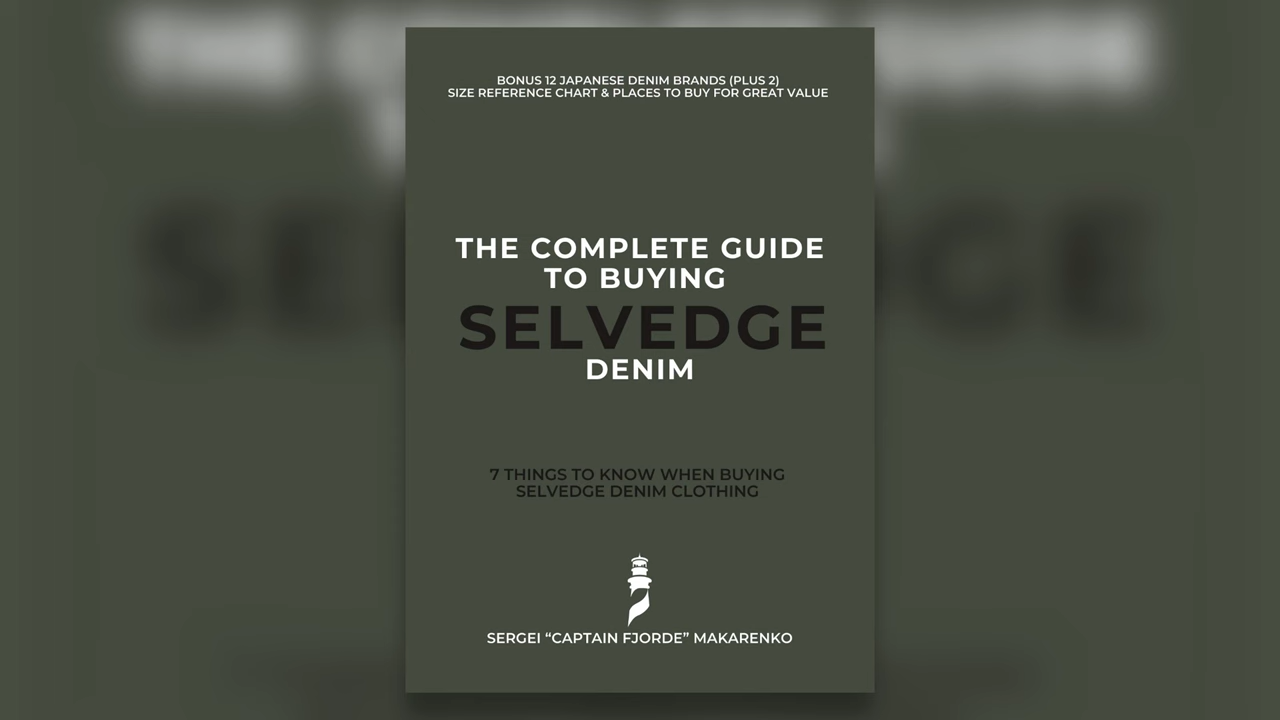 BONUS 12 JAPANESE DENIM BRANDS (PLUS 2)
SIZE REFERENCE CHART & PLACES TO BUY FOR GREAT VALUE
THE COMPLETE GUIDE
TO BUYING
SELVEDGE
DENIM
7 THINGS TO KNOW WHEN BUYING
SELVEDGE DENIM CLOTHING
SERGEI “CAPTAIN FJORDE” MAKARENKO